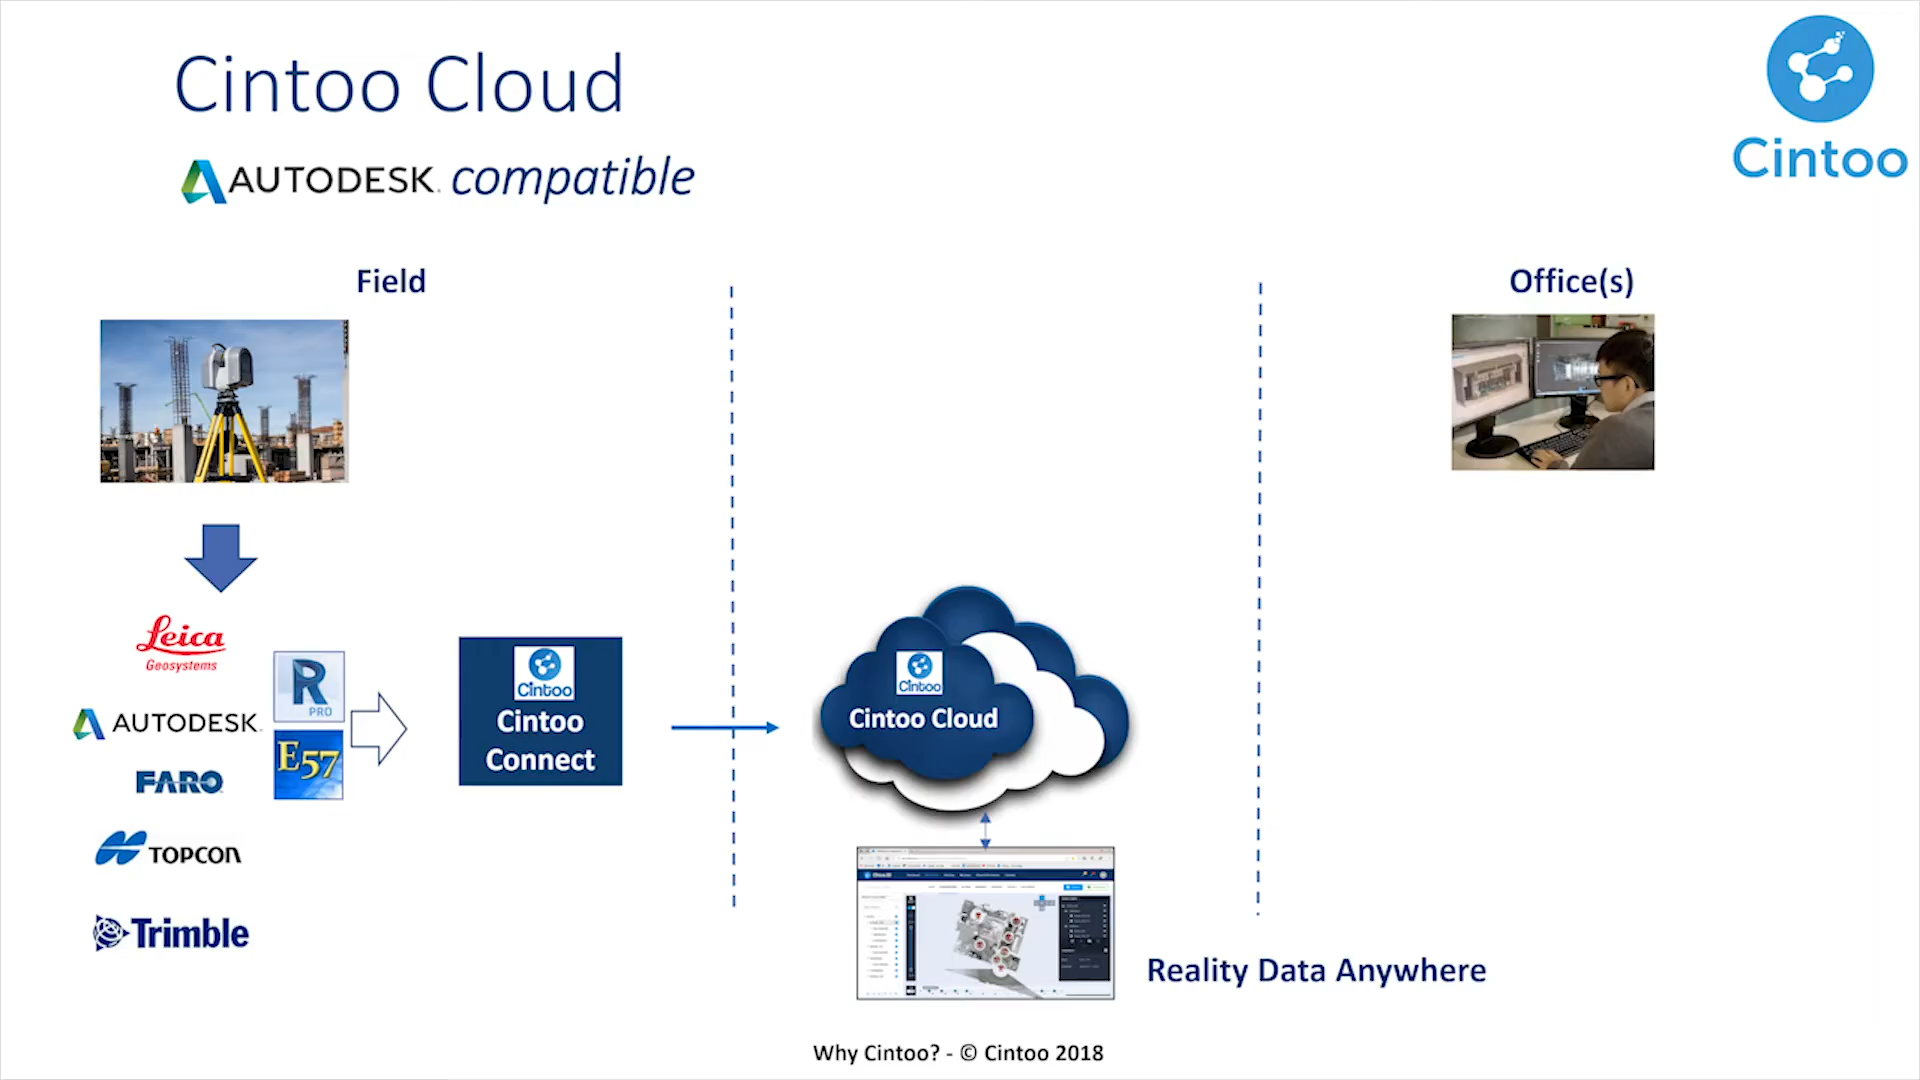 Cintoo Cloud
AUTODESK. compatible
Cintoo
Field
Office(s)
Leica
Geosystems
AUTODESK.
FARO
TOPCON
Trimble
R
PRO
E57
Cintoo
Cintoo
Connect
Cintoo
Cintoo Cloud
Reality Data Anywhere
Why Cintoo? - © Cintoo 2018